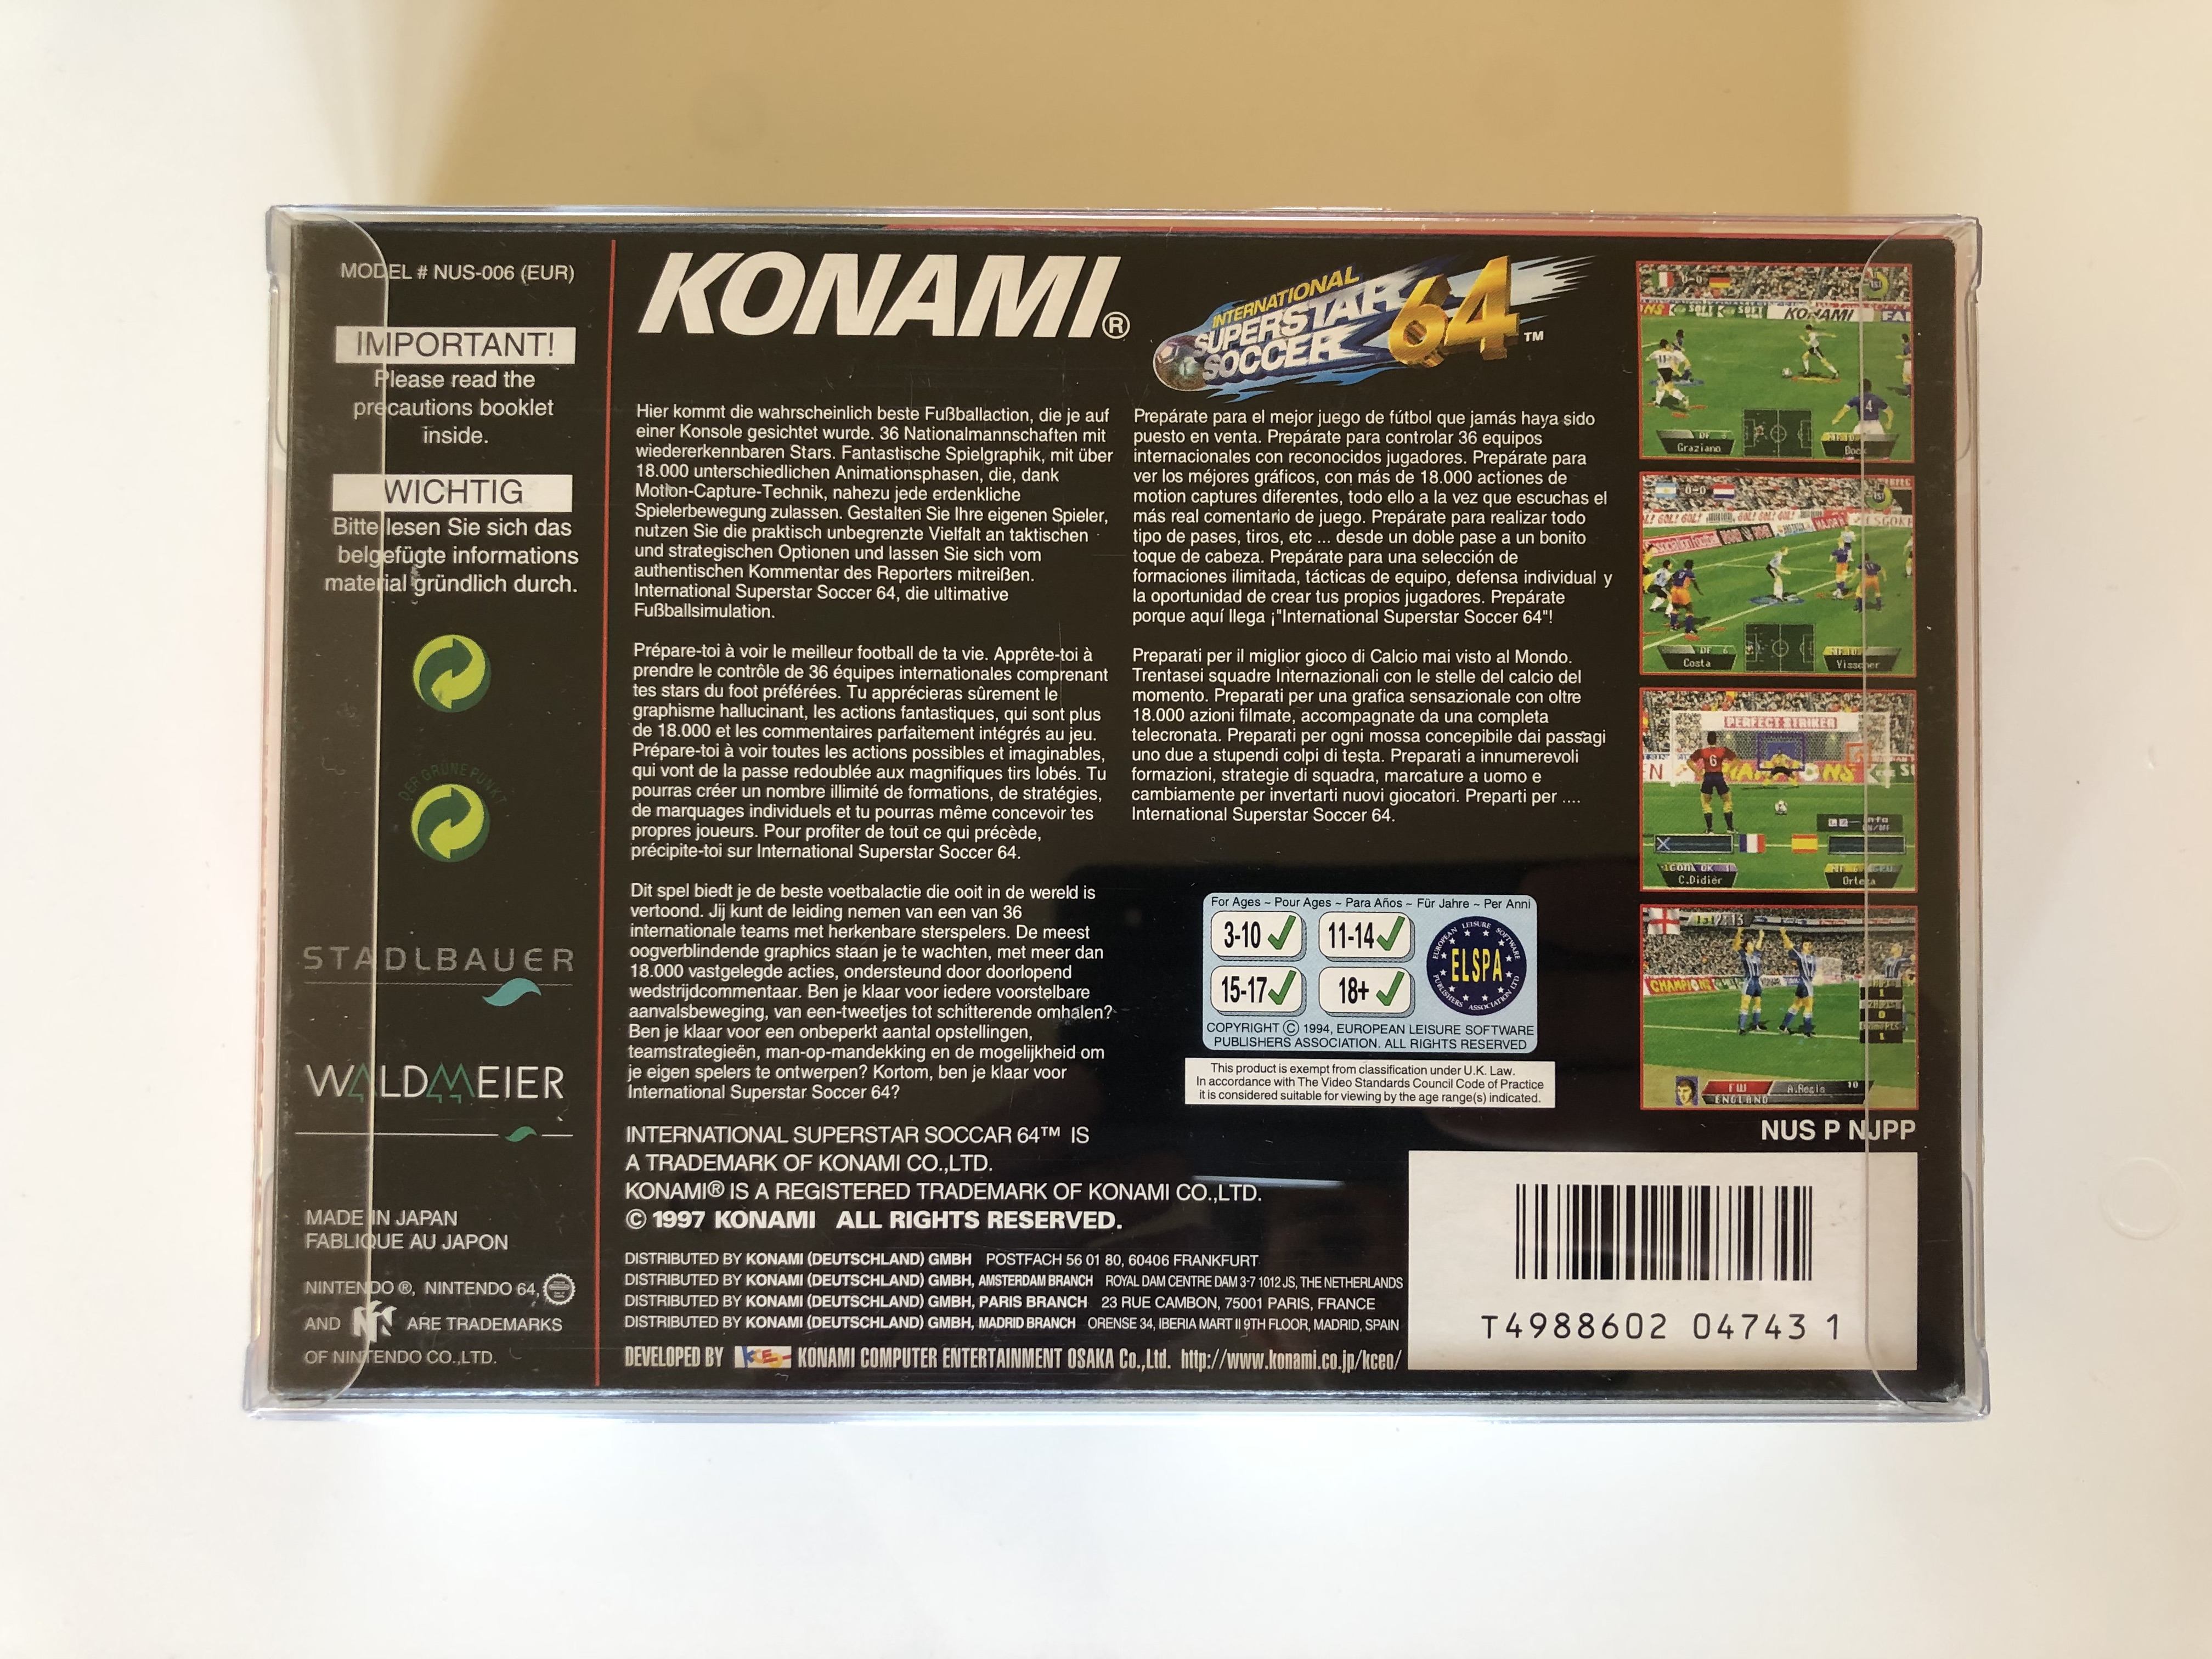 MODEL # NUS-006 (EUR)
IMPORTANT!
Please read the
precautions booklet
inside.
WICHTIG
Bitte lesen Sie sich das
beigefügte informations
material gründlich durch.
DER GRÜNE PUNKT
STADLBAUER
WALDMEIER
MADE IN JAPAN
FABLIQUE AU JAPON
NINTENDO ®, NINTENDO 64,
AND ARE TRADEMARKS
OF NINTENDO CO.,LTD.
KONAMI®
INTERNATIONAL
SUPERSTAR
SOCCER 64 ™
Hier kommt die wahrscheinlich beste Fußballaction, die je auf
einer Konsole gesichtet wurde. 36 Nationalmannschaften mit
wiedererkennbaren Stars. Fantastische Spielgraphik, mit über
18.000 unterschiedlichen Animationsphasen, die, dank
Motion-Capture-Technik, nahezu jede erdenkliche
Spielerbewegung zulassen. Gestalten Sie Ihre eigenen Spieler,
nutzen Sie die praktisch unbegrenzte Vielfalt an taktischen
und strategischen Optionen und lassen Sie sich vom
authentischen Kommentar des Reporters mitreißen.
International Superstar Soccer 64, die ultimative
Fußballsimulation.
Prépare-toi à voir le meilleur football de ta vie. Apprête-toi à
prendre le contrôle de 36 équipes internationales comprenant
tes stars du foot préférées. Tu apprécieras sûrement le
graphisme hallucinant, les actions fantastiques, qui sont plus
de 18.000 et les commentaires parfaitement intégrés au jeu.
Prépare-toi à voir toutes les actions possibles et imaginables,
qui vont de la passe redoublée aux magnifiques tirs lobés. Tu
pourras créer un nombre illimité de formations, de stratégies,
de marquages individuels et tu pourras même concevoir tes
propres joueurs. Pour profiter de tout ce qui précède,
précipite-toi sur International Superstar Soccer 64.
Dit spel biedt je de beste voetbalactie die ooit in de wereld is
vertoond. Jij kunt de leiding nemen van een van 36
internationale teams met herkenbare sterspelers. De meest
oogverblindende graphics staan je te wachten, met meer dan
18.000 vastgelegde acties, ondersteund door doorlopend
wedstrijdcommentaar. Ben je klaar voor iedere voorstelbare
aanvalsbeweging, van een-tweetjes tot schitterende omhalen?
Ben je klaar voor een onbeperkt aantal opstellingen,
teamstrategieën, man-op-mandekking en de mogelijkheid om
je eigen spelers te ontwerpen? Kortom, ben je klaar voor
International Superstar Soccer 64?
Prepárate para el mejor juego de fútbol que jamás haya sido
puesto en venta. Prepárate para controlar 36 equipos
internacionales con reconocidos jugadores. Prepárate para
ver los méjores gráficos, con más de 18.000 actiones de
motion captures diferentes, todo ello a la vez que escuchas el
más real comentario de juego. Prepárate para realizar todo
tipo de pases, tiros, etc ... desde un doble pase a un bonito
toque de cabeza. Prepárate para una selección de
formaciones ilimitada, tácticas de equipo, defensa individual y
la oportunidad de crear tus propios jugadores. Prepárate
porque aquí llega ¡"International Superstar Soccer 64"!
Preparati per il miglior gioco di Calcio mai visto al Mondo.
Trentasei squadre Internazionali con le stelle del calcio del
momento. Preparati per una grafica sensazionale con oltre
18.000 azioni filmate, accompagnate da una completa
telecronata. Preparati per ogni mossa concepibile dai passagi
uno due a stupendi colpi di testa. Preparati a innumerevoli
formazioni, strategie di squadra, marcature a uomo e
cambiamente per invertarti nuovi giocatori. Preparti per ....
International Superstar Soccer 64.
For Ages ~ Pour Ages ~ Para Años ~ Für Jahre ~ Per Anni
3-10 11-14
15-17 18+
EUROPEAN LEISURE SOFTWARE
ELSPA
PUBLISHERS ASSOCIATION LTD
COPYRIGHT © 1994, EUROPEAN LEISURE SOFTWARE
PUBLISHERS ASSOCIATION. ALL RIGHTS RESERVED
This product is exempt from classification under U.K. Law.
In accordance with The Video Standards Council Code of Practice
it is considered suitable for viewing by the age range(s) indicated.
INTERNATIONAL SUPERSTAR SOCCAR 64™ IS
A TRADEMARK OF KONAMI CO.,LTD.
KONAMI® IS A REGISTERED TRADEMARK OF KONAMI CO.,LTD.
© 1997 KONAMI ALL RIGHTS RESERVED.
DISTRIBUTED BY KONAMI (DEUTSCHLAND) GMBH POSTFACH 56 01 80, 60406 FRANKFURT
DISTRIBUTED BY KONAMI (DEUTSCHLAND) GMBH, AMSTERDAM BRANCH ROYAL DAM CENTRE DAM 3-7 1012 JS, THE NETHERLANDS
DISTRIBUTED BY KONAMI (DEUTSCHLAND) GMBH, PARIS BRANCH 23 RUE CAMBON, 75001 PARIS, FRANCE
DISTRIBUTED BY KONAMI (DEUTSCHLAND) GMBH, MADRID BRANCH ORENSE 34, IBERIA MART II 9TH FLOOR, MADRID, SPAIN
DEVELOPED BY KCEO KONAMI COMPUTER ENTERTAINMENT OSAKA Co.,Ltd. http://www.konami.co.jp/kceo/
0-0
KONAMI
Graziano
0-0
GOL! GOL! GOL!
DF 6
Costa
Visscher
PERFECT STRIKER
6
C.Didier
Ortega
CHAMPIONS
FW
A.Regis 10
ENGLAND
NUS P NJPP
T4988602 04743 1